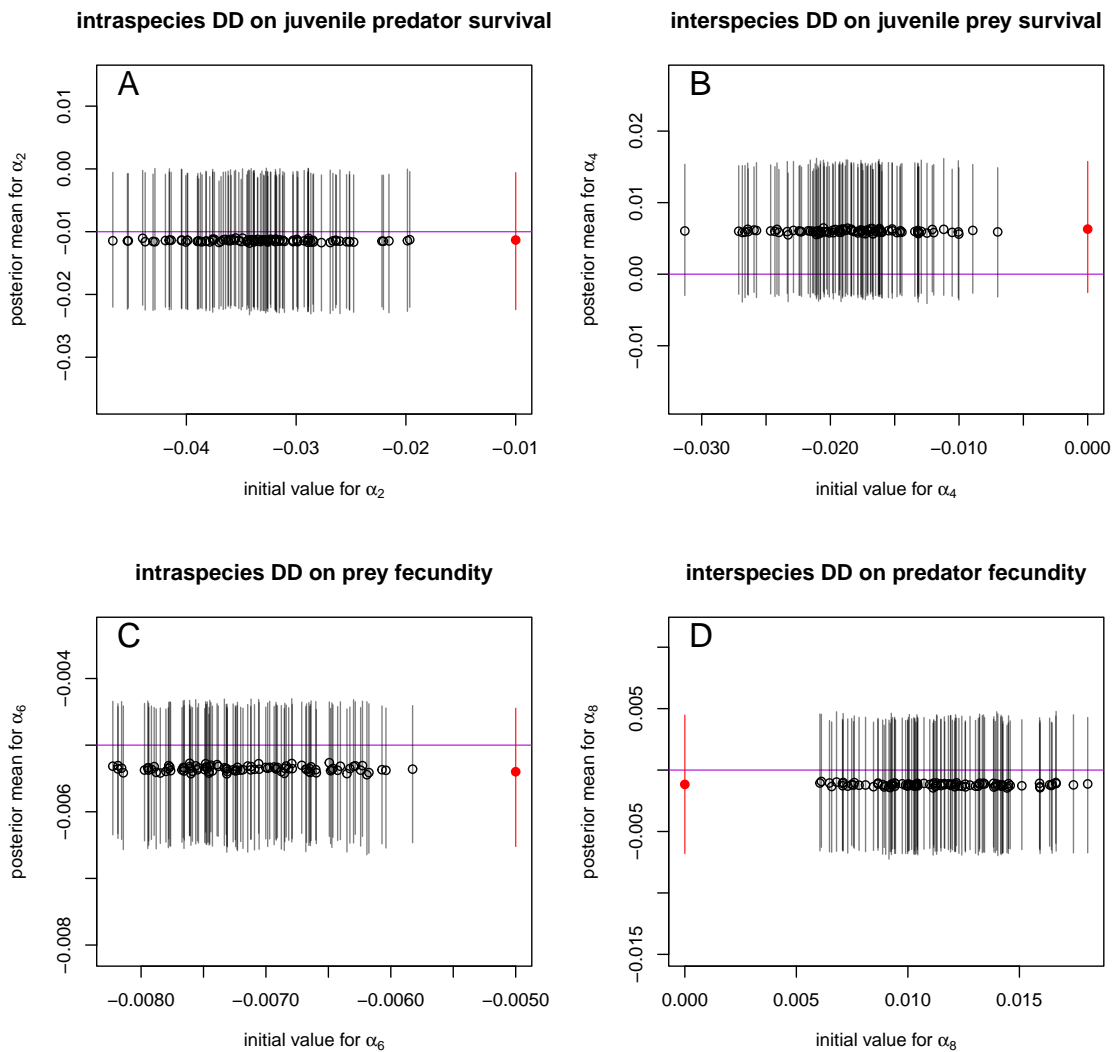 intraspecies DD on juvenile predator survival
A
posterior mean for α2
0.01
0.00
−0.01
−0.02
−0.03
−0.04
−0.03
−0.02
−0.01
initial value for α2
interspecies DD on juvenile prey survival
B
posterior mean for α4
0.02
0.01
0.00
−0.01
−0.030
−0.020
−0.010
0.000
initial value for α4
intraspecies DD on prey fecundity
C
posterior mean for α6
−0.004
−0.006
−0.008
−0.0080
−0.0070
−0.0060
−0.0050
initial value for α6
interspecies DD on predator fecundity
D
posterior mean for α8
0.005
−0.005
−0.015
0.000
0.005
0.010
0.015
initial value for α8